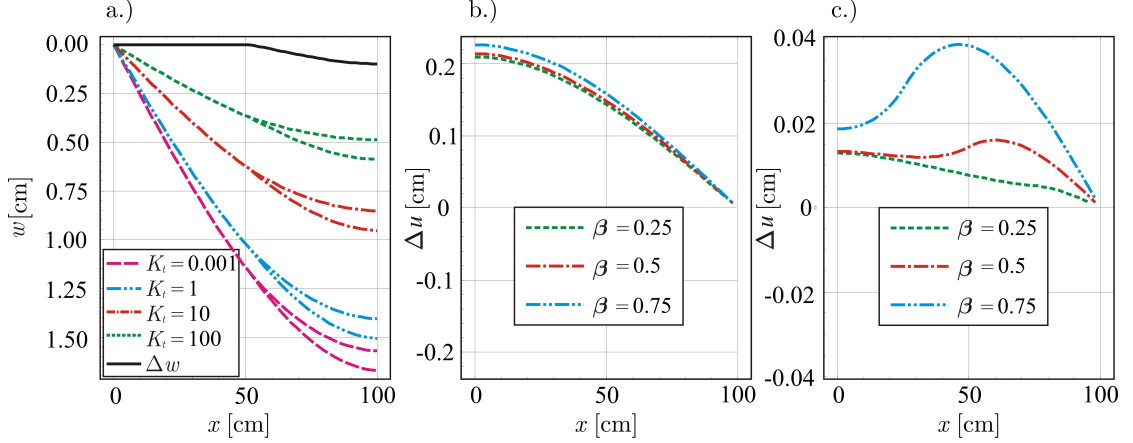 a.)
0.00
0.25
0.50
0.75
1.00
1.25
1.50
w [cm]
K_t = 0.001
K_t = 1
K_t = 10
K_t = 100
Δw
0
50
100
x [cm]
b.)
0.2
0.1
0
-0.1
-0.2
Δu [cm]
β = 0.25
β = 0.5
β = 0.75
0
50
100
x [cm]
c.)
0.04
0.02
0
-0.02
-0.04
Δu [cm]
β = 0.25
β = 0.5
β = 0.75
0
50
100
x [cm]